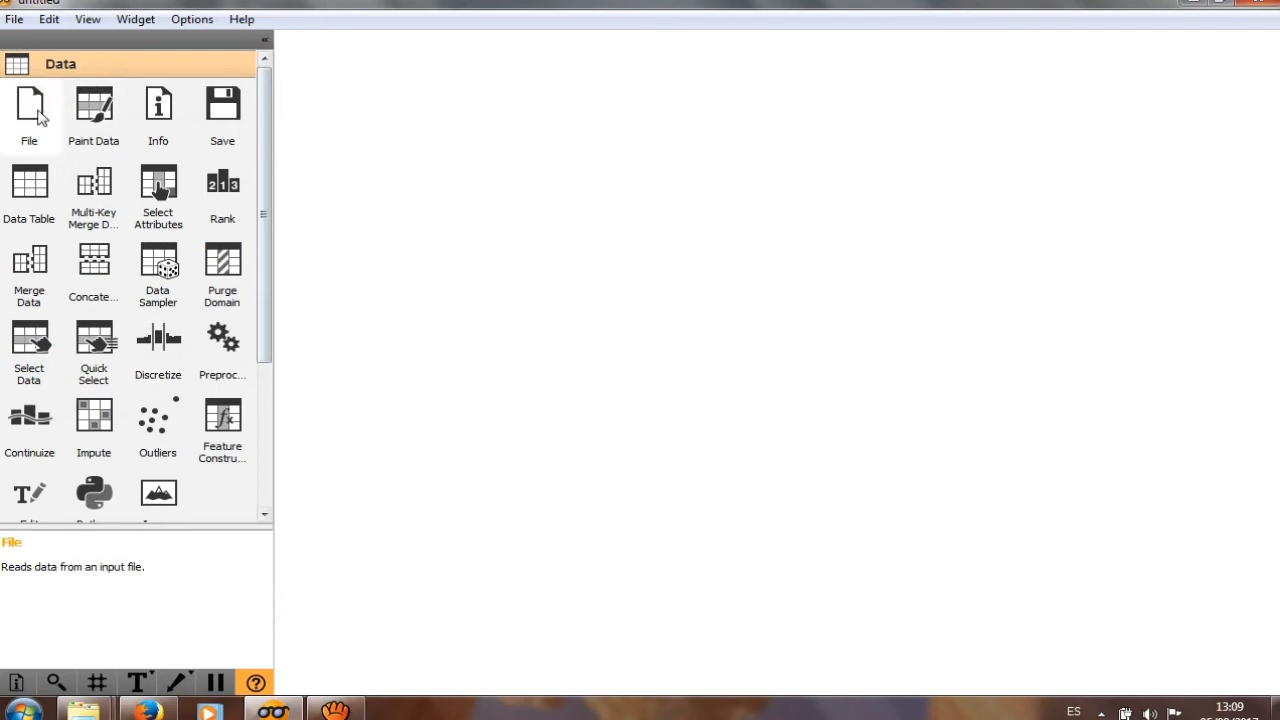 untitled
File Edit View Widget Options Help
«
Data
File Paint Data Info Save
Data Table Multi-Key Merge D... Select Attributes Rank
Merge Data Concate... Data Sampler Purge Domain
Select Data Quick Select Discretize Preproc...
Continuize Impute Outliers Feature Constru...
File
Reads data from an input file.
ES
13:09